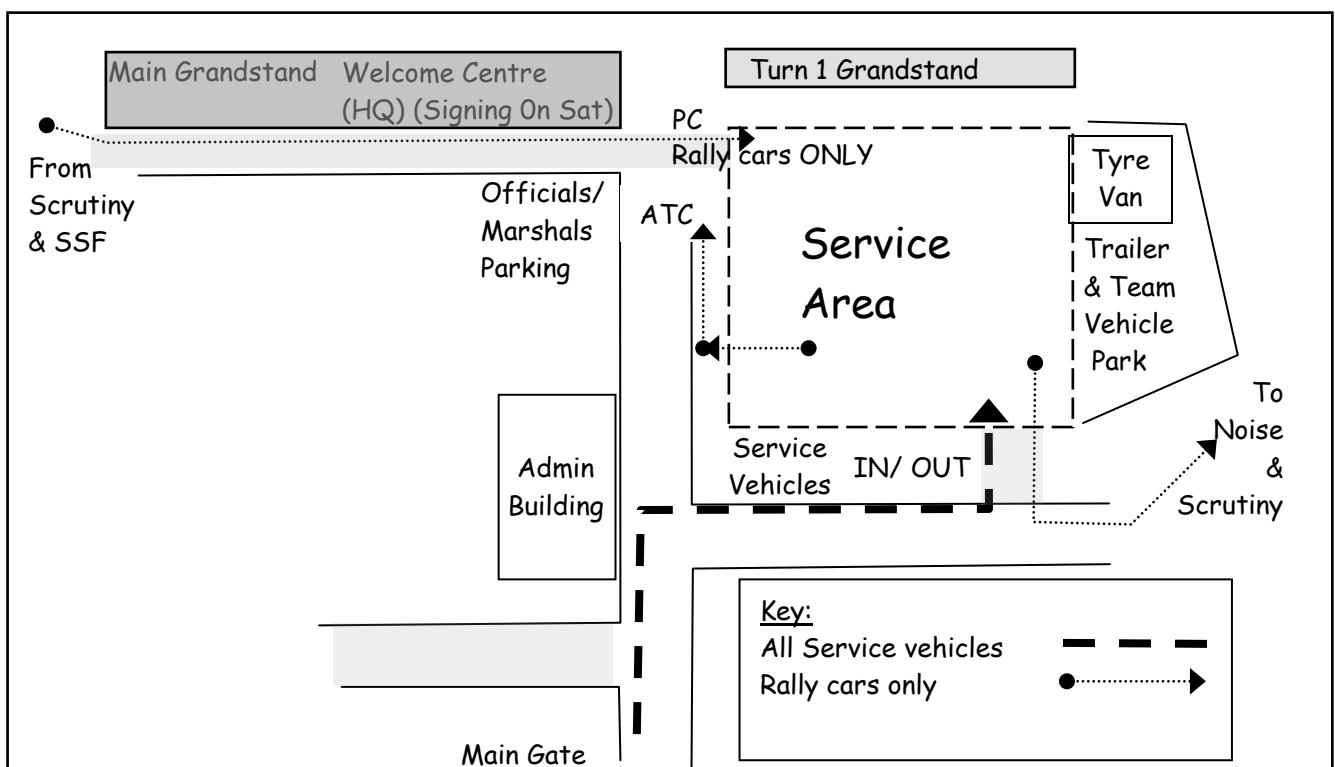 Main Grandstand Welcome Centre
(HQ) (Signing On Sat)
Turn 1 Grandstand
PC
Rally cars ONLY
From
Scrutiny
& SSF
Officials/
Marshals
Parking
ATC
Service
Area
Tyre
Van
Trailer
& Team
Vehicle
Park
To
Noise
&
Scrutiny
Service
Vehicles
IN/ OUT
Admin
Building
Key:
All Service vehicles
Rally cars only
Main Gate